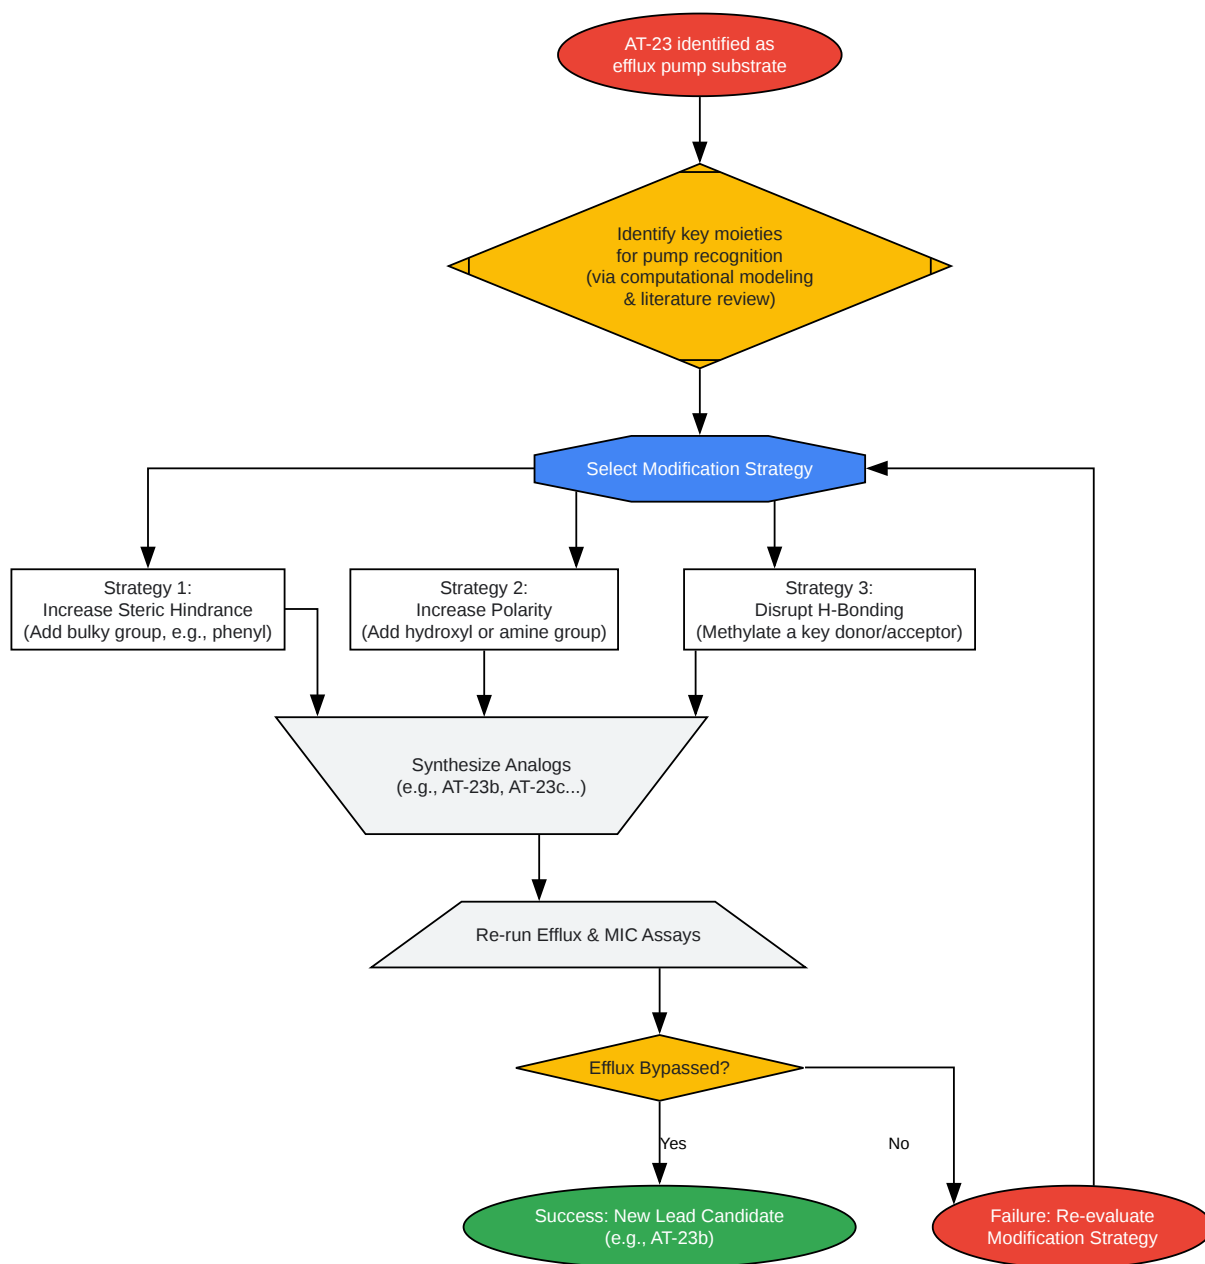 AT-23 identified as
efflux pump substrate
Identify key moieties
for pump recognition
(via computational modeling
& literature review)
Select Modification Strategy
Strategy 1:
Increase Steric Hindrance
(Add bulky group, e.g., phenyl)
Strategy 2:
Increase Polarity
(Add hydroxyl or amine group)
Strategy 3:
Disrupt H-Bonding
(Methylate a key donor/acceptor)
Synthesize Analogs
(e.g., AT-23b, AT-23c...)
Re-run Efflux & MIC Assays
Efflux Bypassed?
Yes
No
Success: New Lead Candidate
(e.g., AT-23b)
Failure: Re-evaluate
Modification Strategy